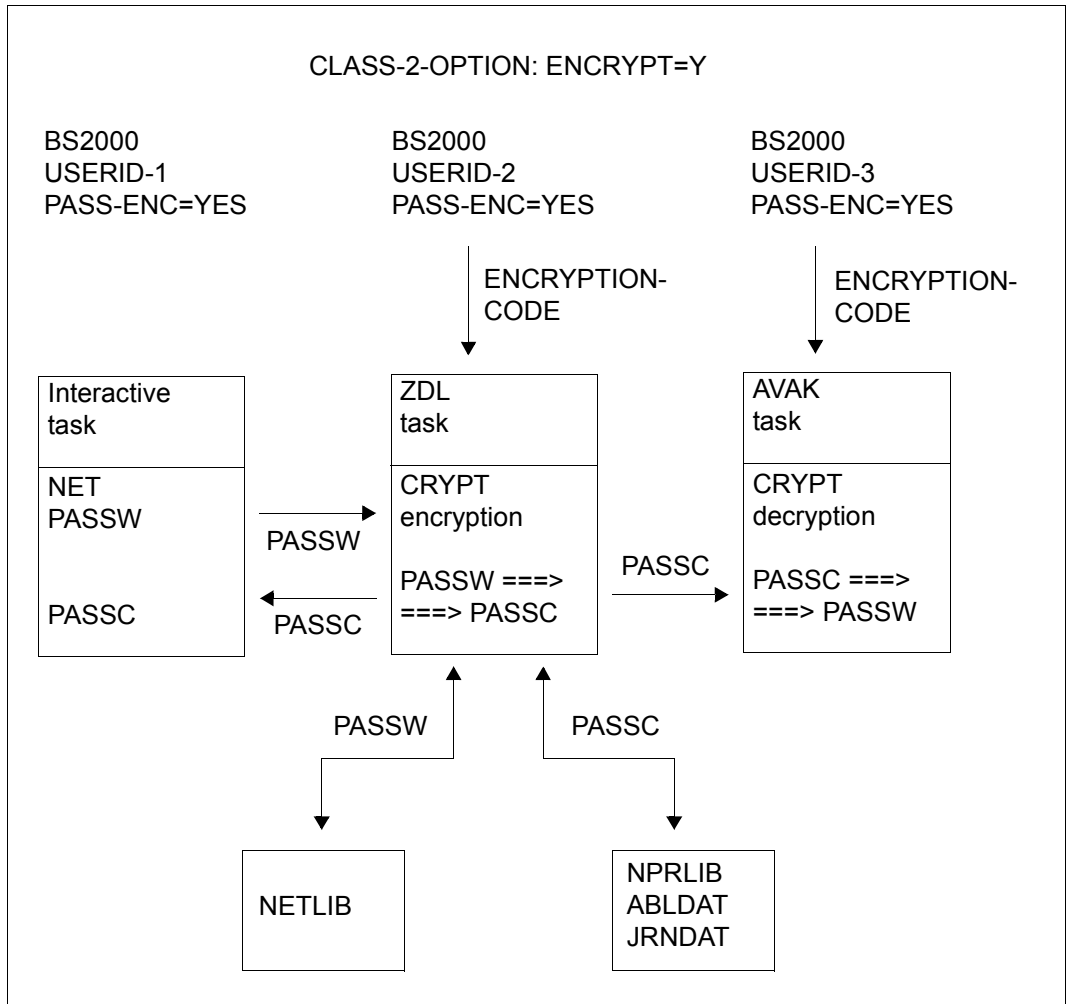 CLASS-2-OPTION: ENCRYPT=Y
BS2000
USERID-1
PASS-ENC=YES
BS2000
USERID-2
PASS-ENC=YES
BS2000
USERID-3
PASS-ENC=YES
ENCRYPTION-
CODE
ENCRYPTION-
CODE
Interactive
task
NET
PASSW
PASSC
PASSW
PASSC
ZDL
task
CRYPT
encryption
PASSW ===>
===> PASSC
PASSC
AVAK
task
CRYPT
decryption
PASSC ===>
===> PASSW
PASSW
PASSC
NETLIB
NPRLIB
ABLDAT
JRNDAT